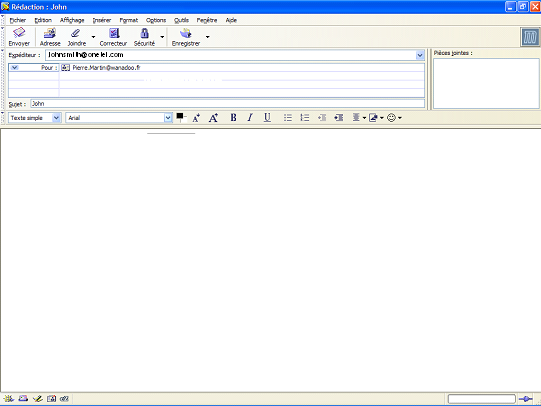 Rédaction : John
Fichier Edition Affichage Insérer Format Options Outils Fenêtre Aide
Envoyer Adresse Joindre Correcteur Sécurité Enregistrer
Expéditeur : johnsmith@onetel.com
Pièces jointes :
Pour : Pierre.Martin@wanadoo.fr
Sujet : John
Texte simple Arial A A B I U